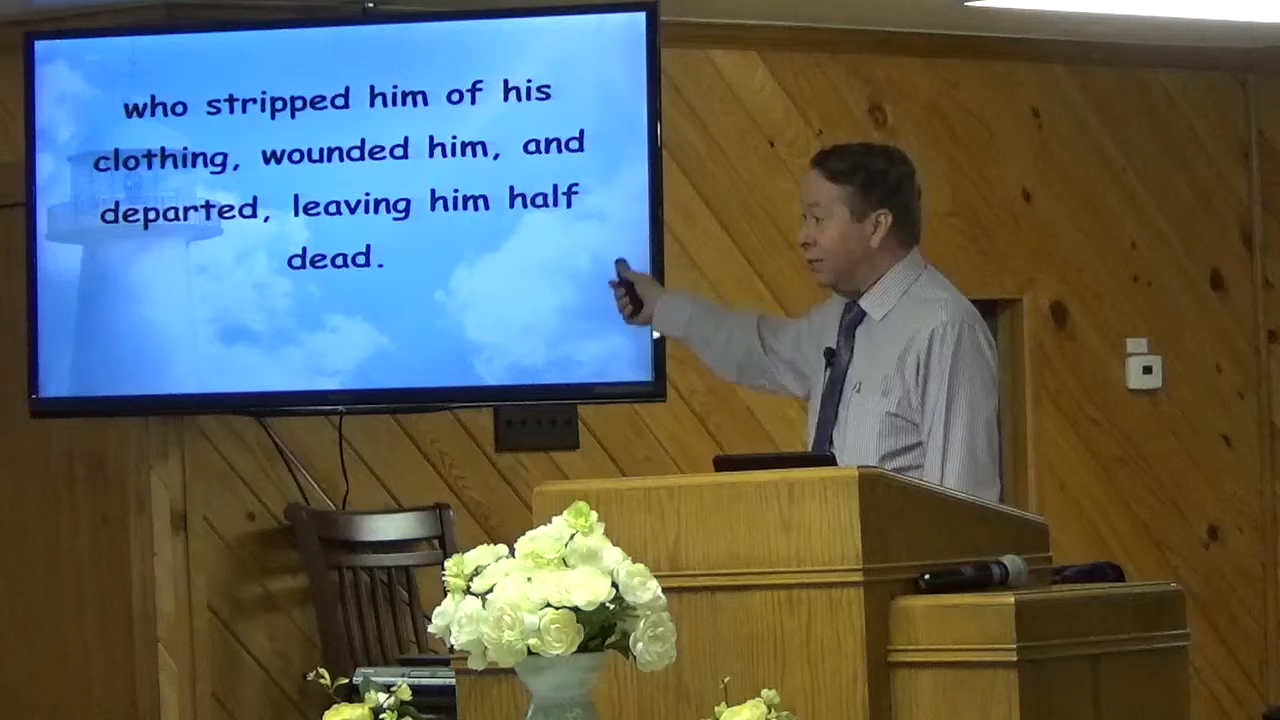 who stripped him of his
clothing, wounded him, and
departed, leaving him half
dead.